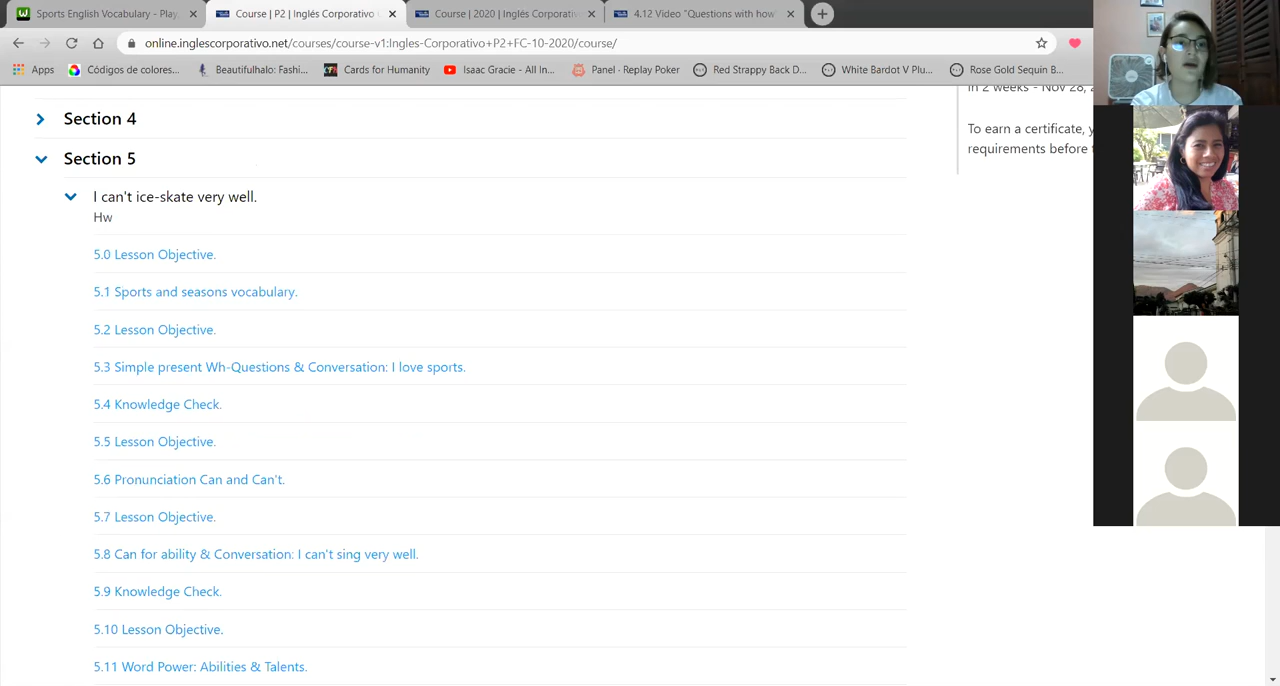 Sports English Vocabulary - Play,
Course | P2 | Inglés Corporativo
Course | 2020 | Inglés Corporativo
4.12 Video "Questions with how"
online.inglescorporativo.net/courses/course-v1:Ingles-Corporativo+P2+FC-10-2020/course/
Apps
Códigos de colores...
Beautifulhalo: Fashi...
Cards for Humanity
Isaac Gracie - All In...
Panel · Replay Poker
Red Strappy Back D...
White Bardot V Plu...
Rose Gold Sequin B...
in 2 weeks - Nov 28,
Section 4
To earn a certificate,
requirements before
Section 5
I can't ice-skate very well.
Hw
5.0 Lesson Objective.
5.1 Sports and seasons vocabulary.
5.2 Lesson Objective.
5.3 Simple present Wh-Questions & Conversation: I love sports.
5.4 Knowledge Check.
5.5 Lesson Objective.
5.6 Pronunciation Can and Can't.
5.7 Lesson Objective.
5.8 Can for ability & Conversation: I can't sing very well.
5.9 Knowledge Check.
5.10 Lesson Objective.
5.11 Word Power: Abilities & Talents.